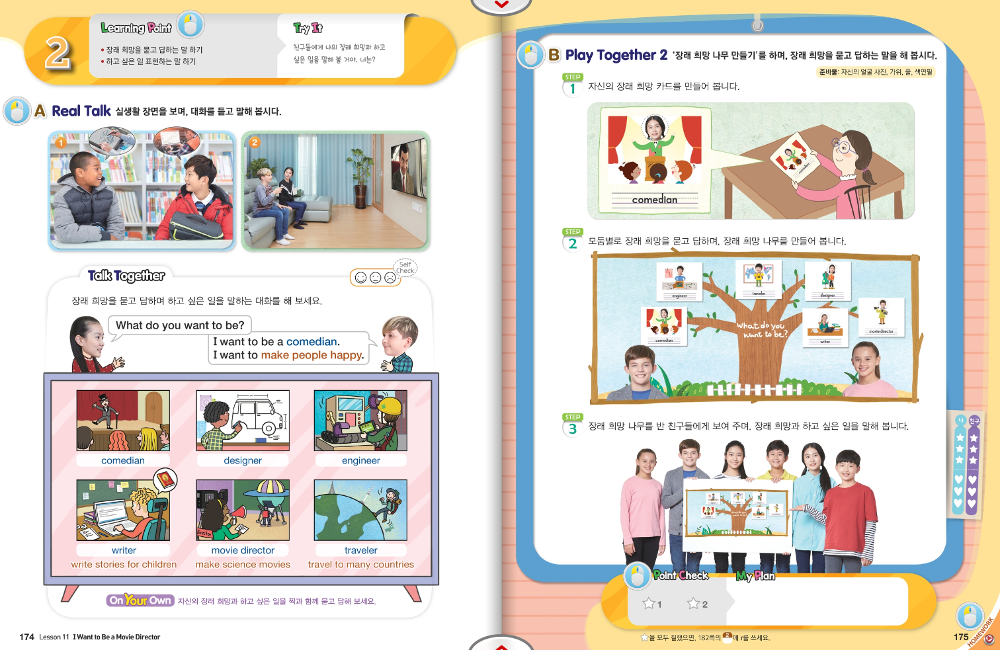 2
Learning Point
• 장래 희망을 묻고 답하는 말 하기
• 하고 싶은 일 표현하는 말 하기
Try It
친구들에게 나의 장래 희망과 하고
싶은 일을 말해 볼 거야. 너는?
A Real Talk 실생활 장면을 보며, 대화를 듣고 말해 봅시다.
1
2
Talk Together
Self
Check
장래 희망을 묻고 답하며 하고 싶은 일을 말하는 대화를 해 보세요.
What do you want to be?
I want to be a comedian.
I want to make people happy.
comedian
designer
engineer
Director
writer
movie director
traveler
write stories for children
make science movies
travel to many countries
On Your Own 자신의 장래 희망과 하고 싶은 일을 짝과 함께 묻고 답해 보세요.
174 Lesson 11 I Want to Be a Movie Director
B Play Together 2 '장래 희망 나무 만들기'를 하며, 장래 희망을 묻고 답하는 말을 해 봅시다.
준비물: 자신의 얼굴 사진, 가위, 풀, 색연필
STEP
1 자신의 장래 희망 카드를 만들어 봅니다.
comedian
comedian
STEP
2 모둠별로 장래 희망을 묻고 답하며, 장래 희망 나무를 만들어 봅니다.
engineer
traveler
designer
comedian
What do you
want to be?
writer
movie director
STEP
3 장래 희망 나무를 반 친구들에게 보여 주며, 장래 희망과 하고 싶은 일을 말해 봅니다.
나
친구
What do you
want to be?
Point Check
My Plan
☆1
☆2
☆을 모두 칠했으면, 182쪽의 2에 r를 쓰세요.
175
HOMEWORK